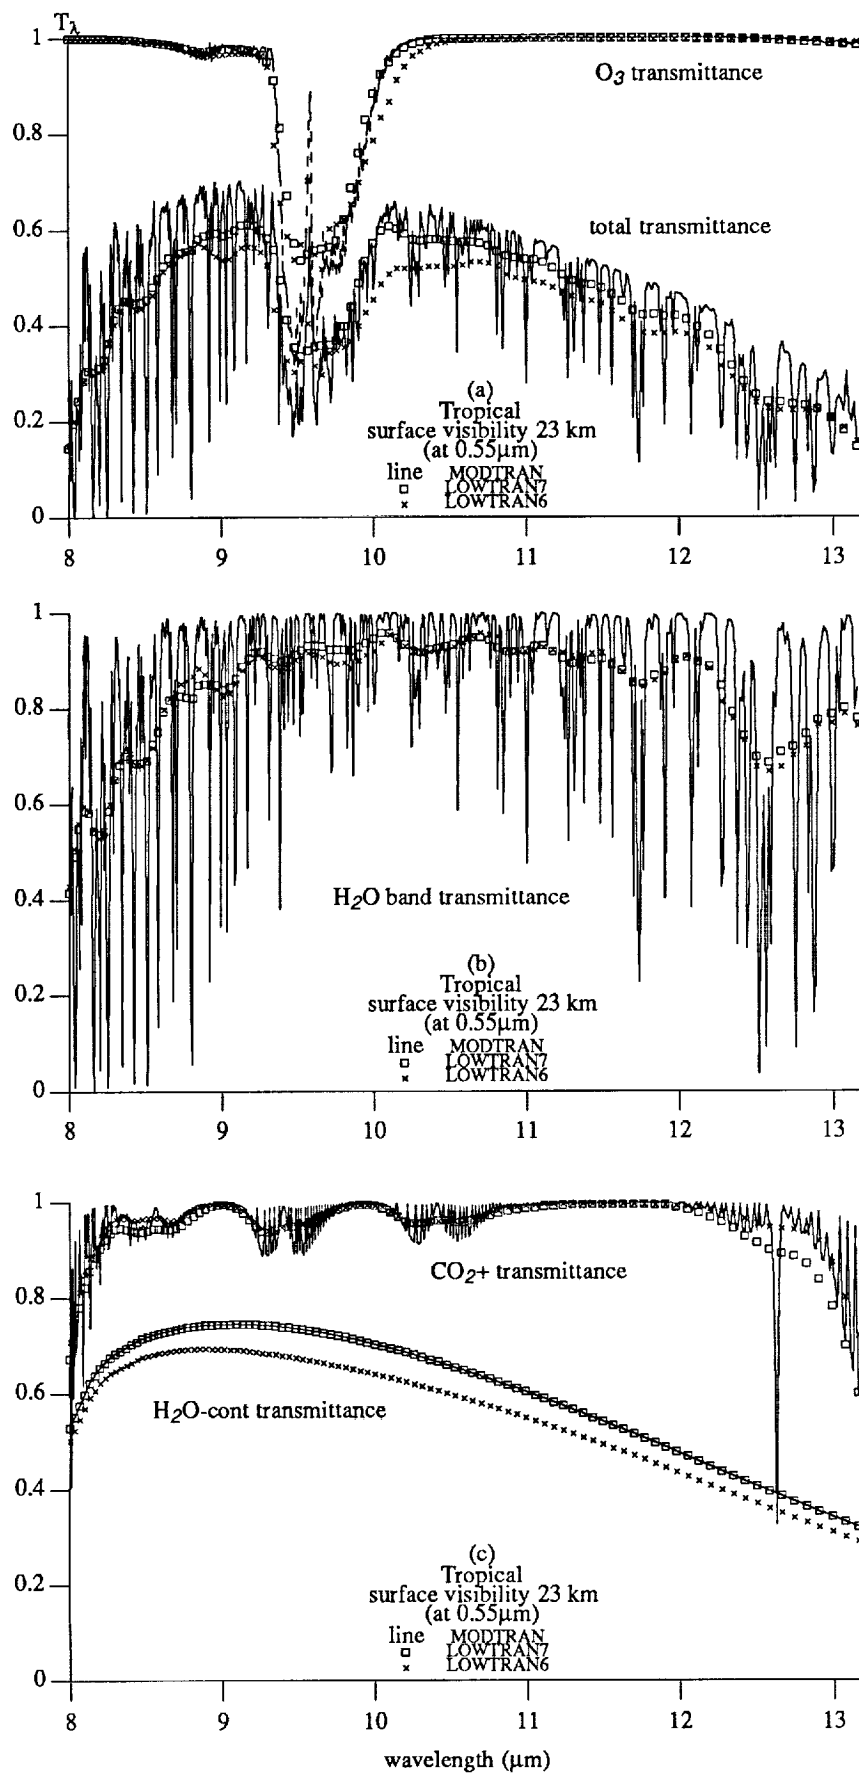 Tλ
1
O3 transmittance
0.8
0.6
total transmittance
0.4
(a)
Tropical
0.2
surface visibility 23 km
(at 0.55µm)
line MODTRAN
LOWTRAN7
LOWTRAN6
0
8 9 10 11 12 13
1
0.8
0.6
H2O band transmittance
0.4
(b)
Tropical
surface visibility 23 km
0.2
(at 0.55µm)
line MODTRAN
LOWTRAN7
LOWTRAN6
0
8 9 10 11 12 13
1
CO2+ transmittance
0.8
0.6
H2O-cont transmittance
0.4
(c)
Tropical
surface visibility 23 km
0.2
(at 0.55µm)
line MODTRAN
LOWTRAN7
LOWTRAN6
0
8 9 10 11 12 13
wavelength (µm)